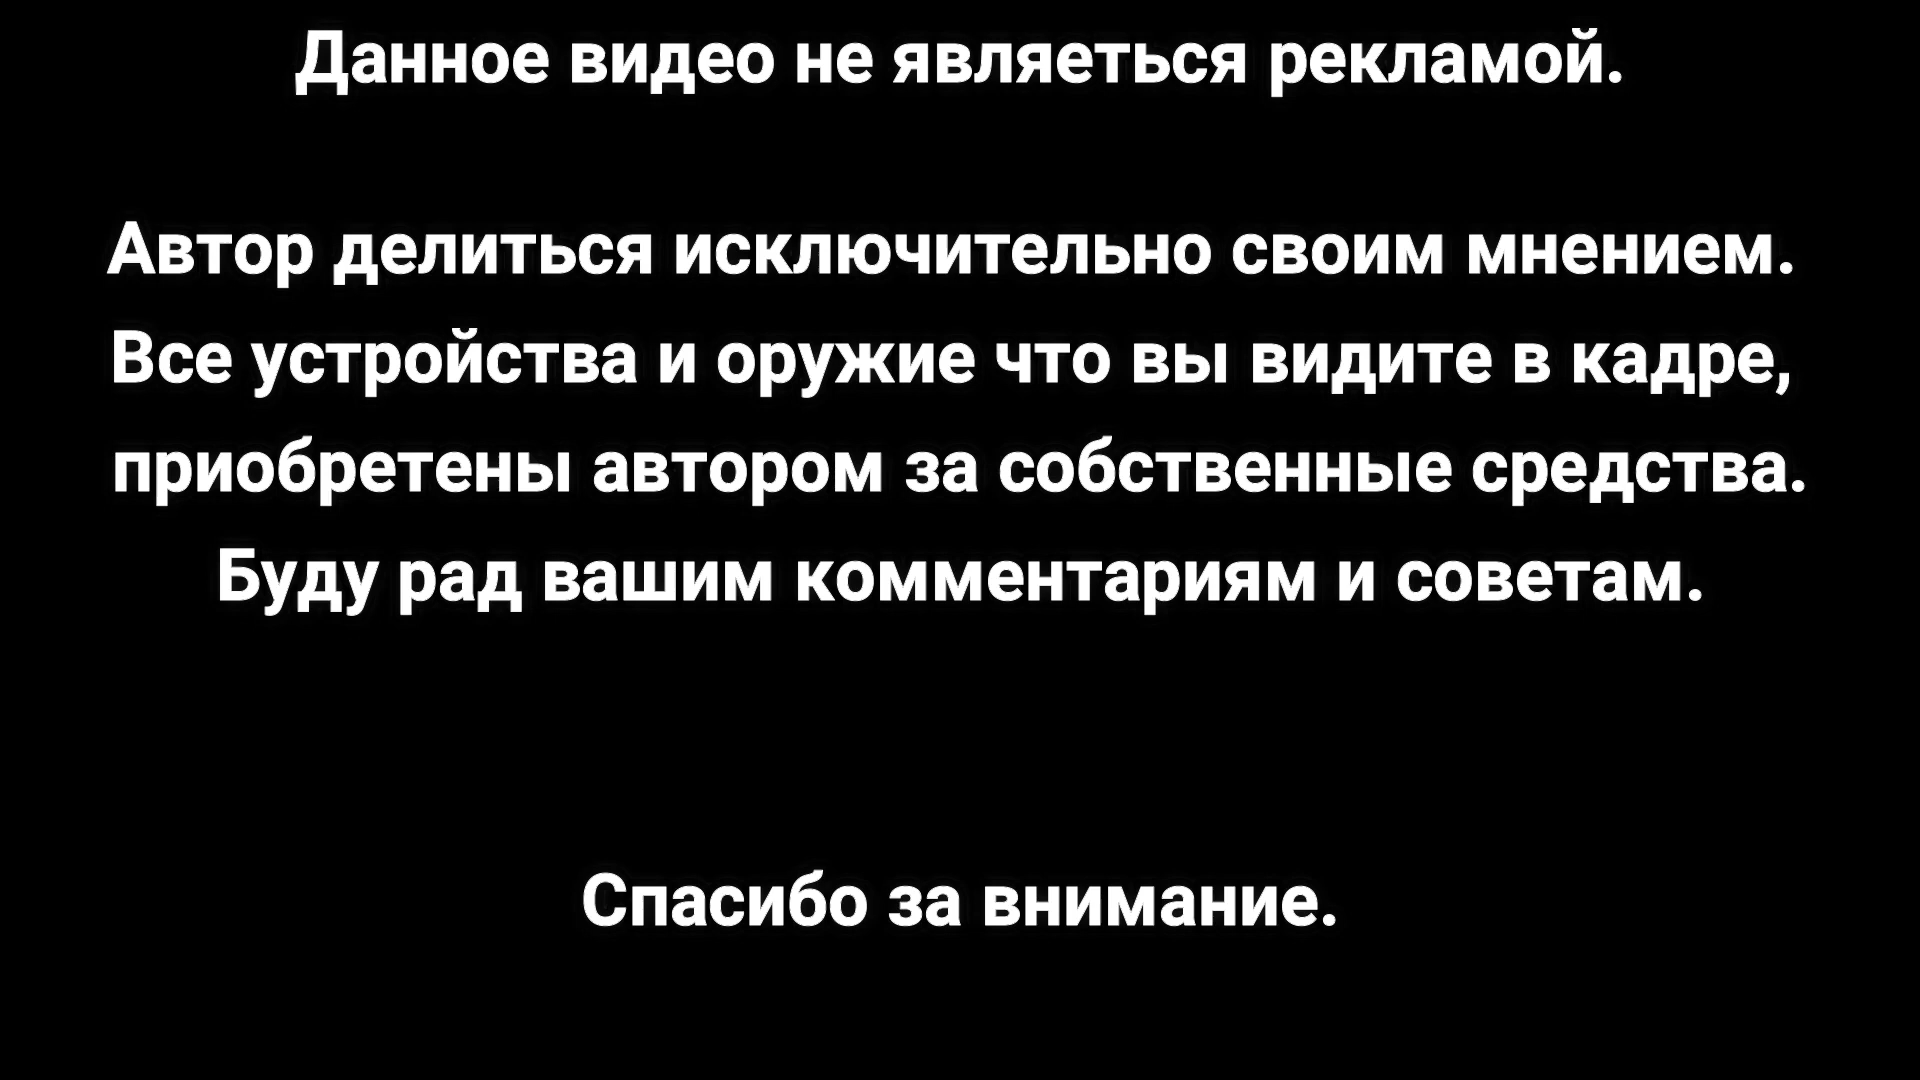 Данное видео не являеться рекламой.
Автор делиться исключительно своим мнением.
Все устройства и оружие что вы видите в кадре,
приобретены автором за собственные средства.
Буду рад вашим комментариям и советам.
Спасибо за внимание.